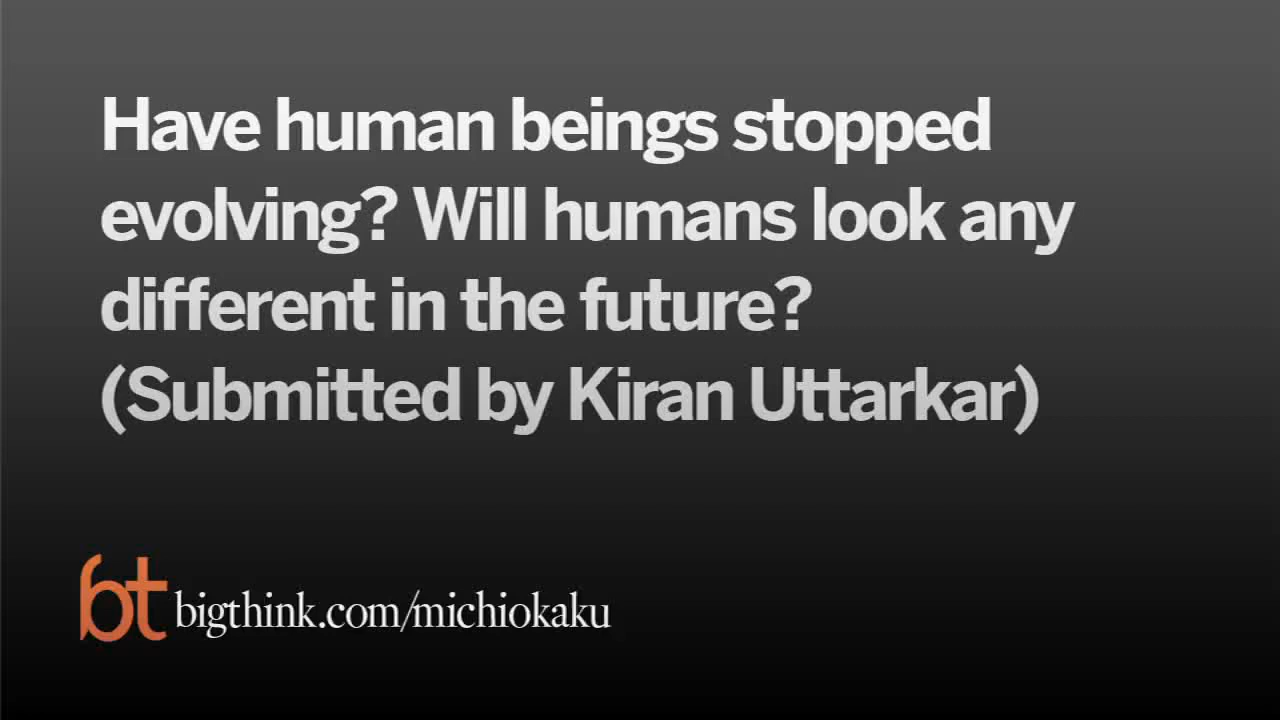 Have human beings stopped
evolving? Will humans look any
different in the future?
(Submitted by Kiran Uttarkar)
bt bigthink.com/michiokaku